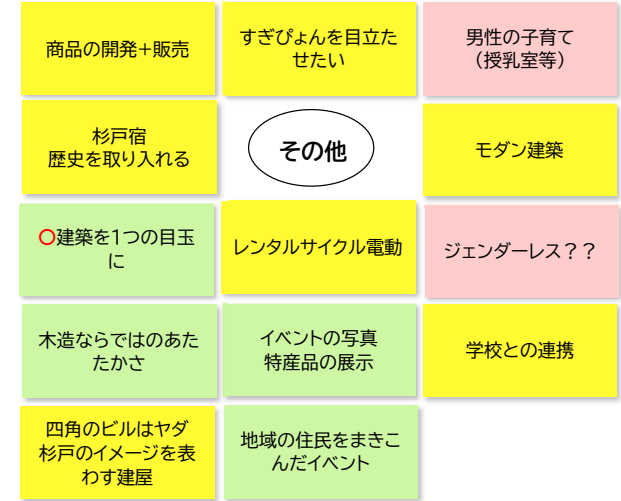 商品の開発+販売
すぎぴょんを目立た
せたい
男性の子育て
（授乳室等）
杉戸宿
歴史を取り入れる
その他
モダン建築
〇建築を1つの目玉
に
レンタルサイクル電動
ジェンダーレス？？
木造ならではのあた
たかさ
イベントの写真
特産品の展示
学校との連携
四角のビルはヤダ
杉戸のイメージを表
わす建屋
地域の住民をまきこ
んだイベント